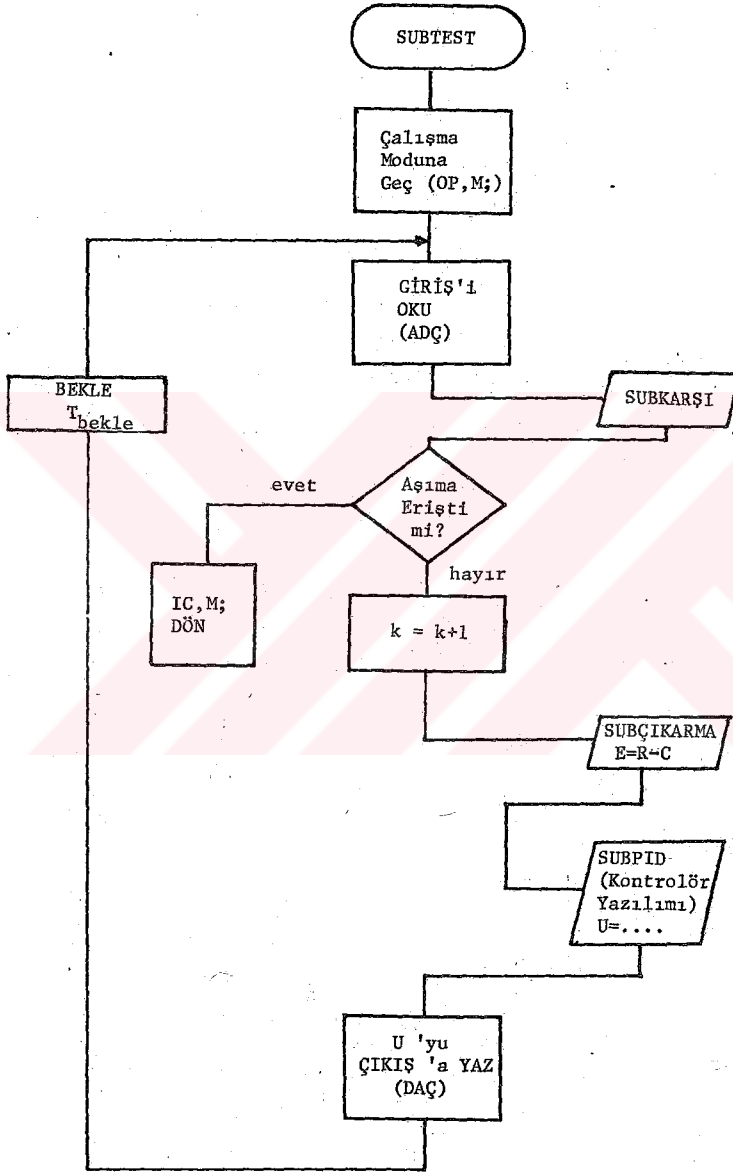 SUBTEST
Çalışma
Moduna
Geç (OP,M;)
GİRİŞ'i
OKU
(ADÇ)
BEKLE
T bekle
SUBKARŞI
evet
Aşıma
Erişti
mi?
hayır
IC,M;
DÖN
k = k+1
SUBÇIKARMA
E=R-C
SUBPID
(Kontrolör
Yazılımı)
U=....
U 'yu
ÇIKIŞ 'a YAZ
(DAÇ)